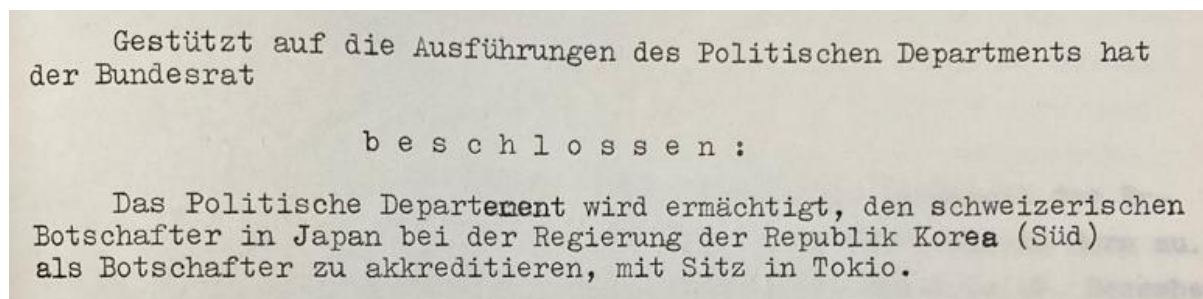 Gestützt auf die Ausführungen des Politischen Departments hat
der Bundesrat
b e s c h l o s s e n :
Das Politische Departement wird ermächtigt, den schweizerischen
Botschafter in Japan bei der Regierung der Republik Korea (Süd)
als Botschafter zu akkreditieren, mit Sitz in Tokio.